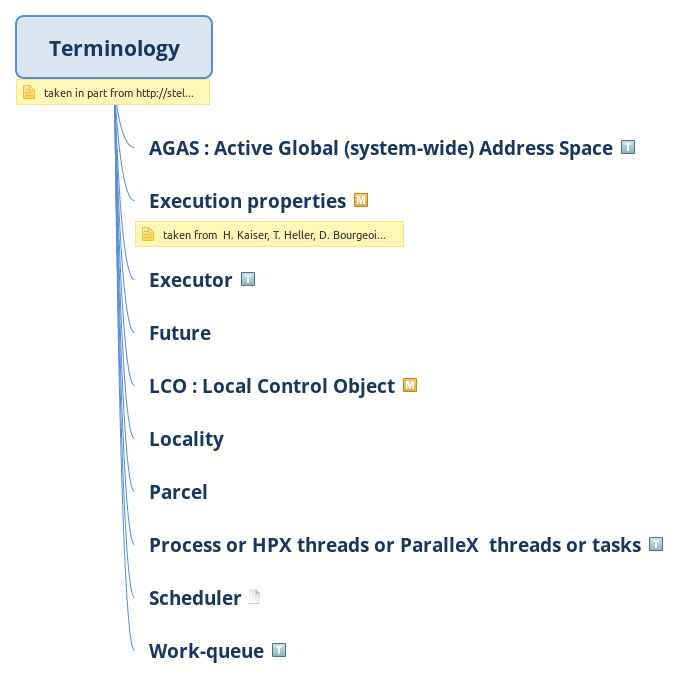 Terminology
taken in part from http://stel...
AGAS : Active Global (system-wide) Address Space T
Execution properties M
taken from  H. Kaiser, T. Heller, D. Bourgeoi...
Executor T
Future
LCO : Local Control Object M
Locality
Parcel
Process or HPX threads or ParalleX  threads or tasks T
Scheduler
Work-queue T